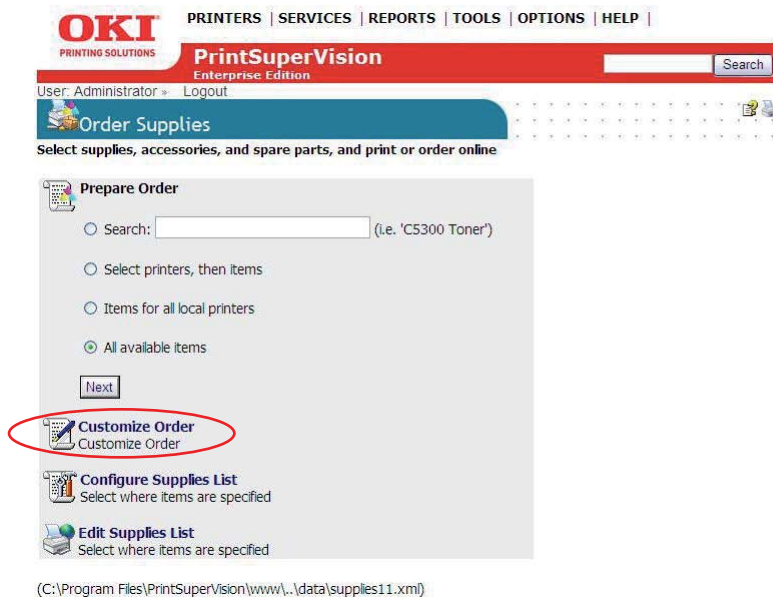 OKI
PRINTING SOLUTIONS
PRINTERS | SERVICES | REPORTS | TOOLS | OPTIONS | HELP |
PrintSuperVision
Enterprise Edition
Search
User: Administrator » Logout
Order Supplies
Select supplies, accessories, and spare parts, and print or order online
Prepare Order
Search: (i.e. 'C5300 Toner')
Select printers, then items
Items for all local printers
All available items
Next
Customize Order
Customize Order
Configure Supplies List
Select where items are specified
Edit Supplies List
Select where items are specified
(C:\Program Files\PrintSuperVision\www\..\data\supplies11.xml)